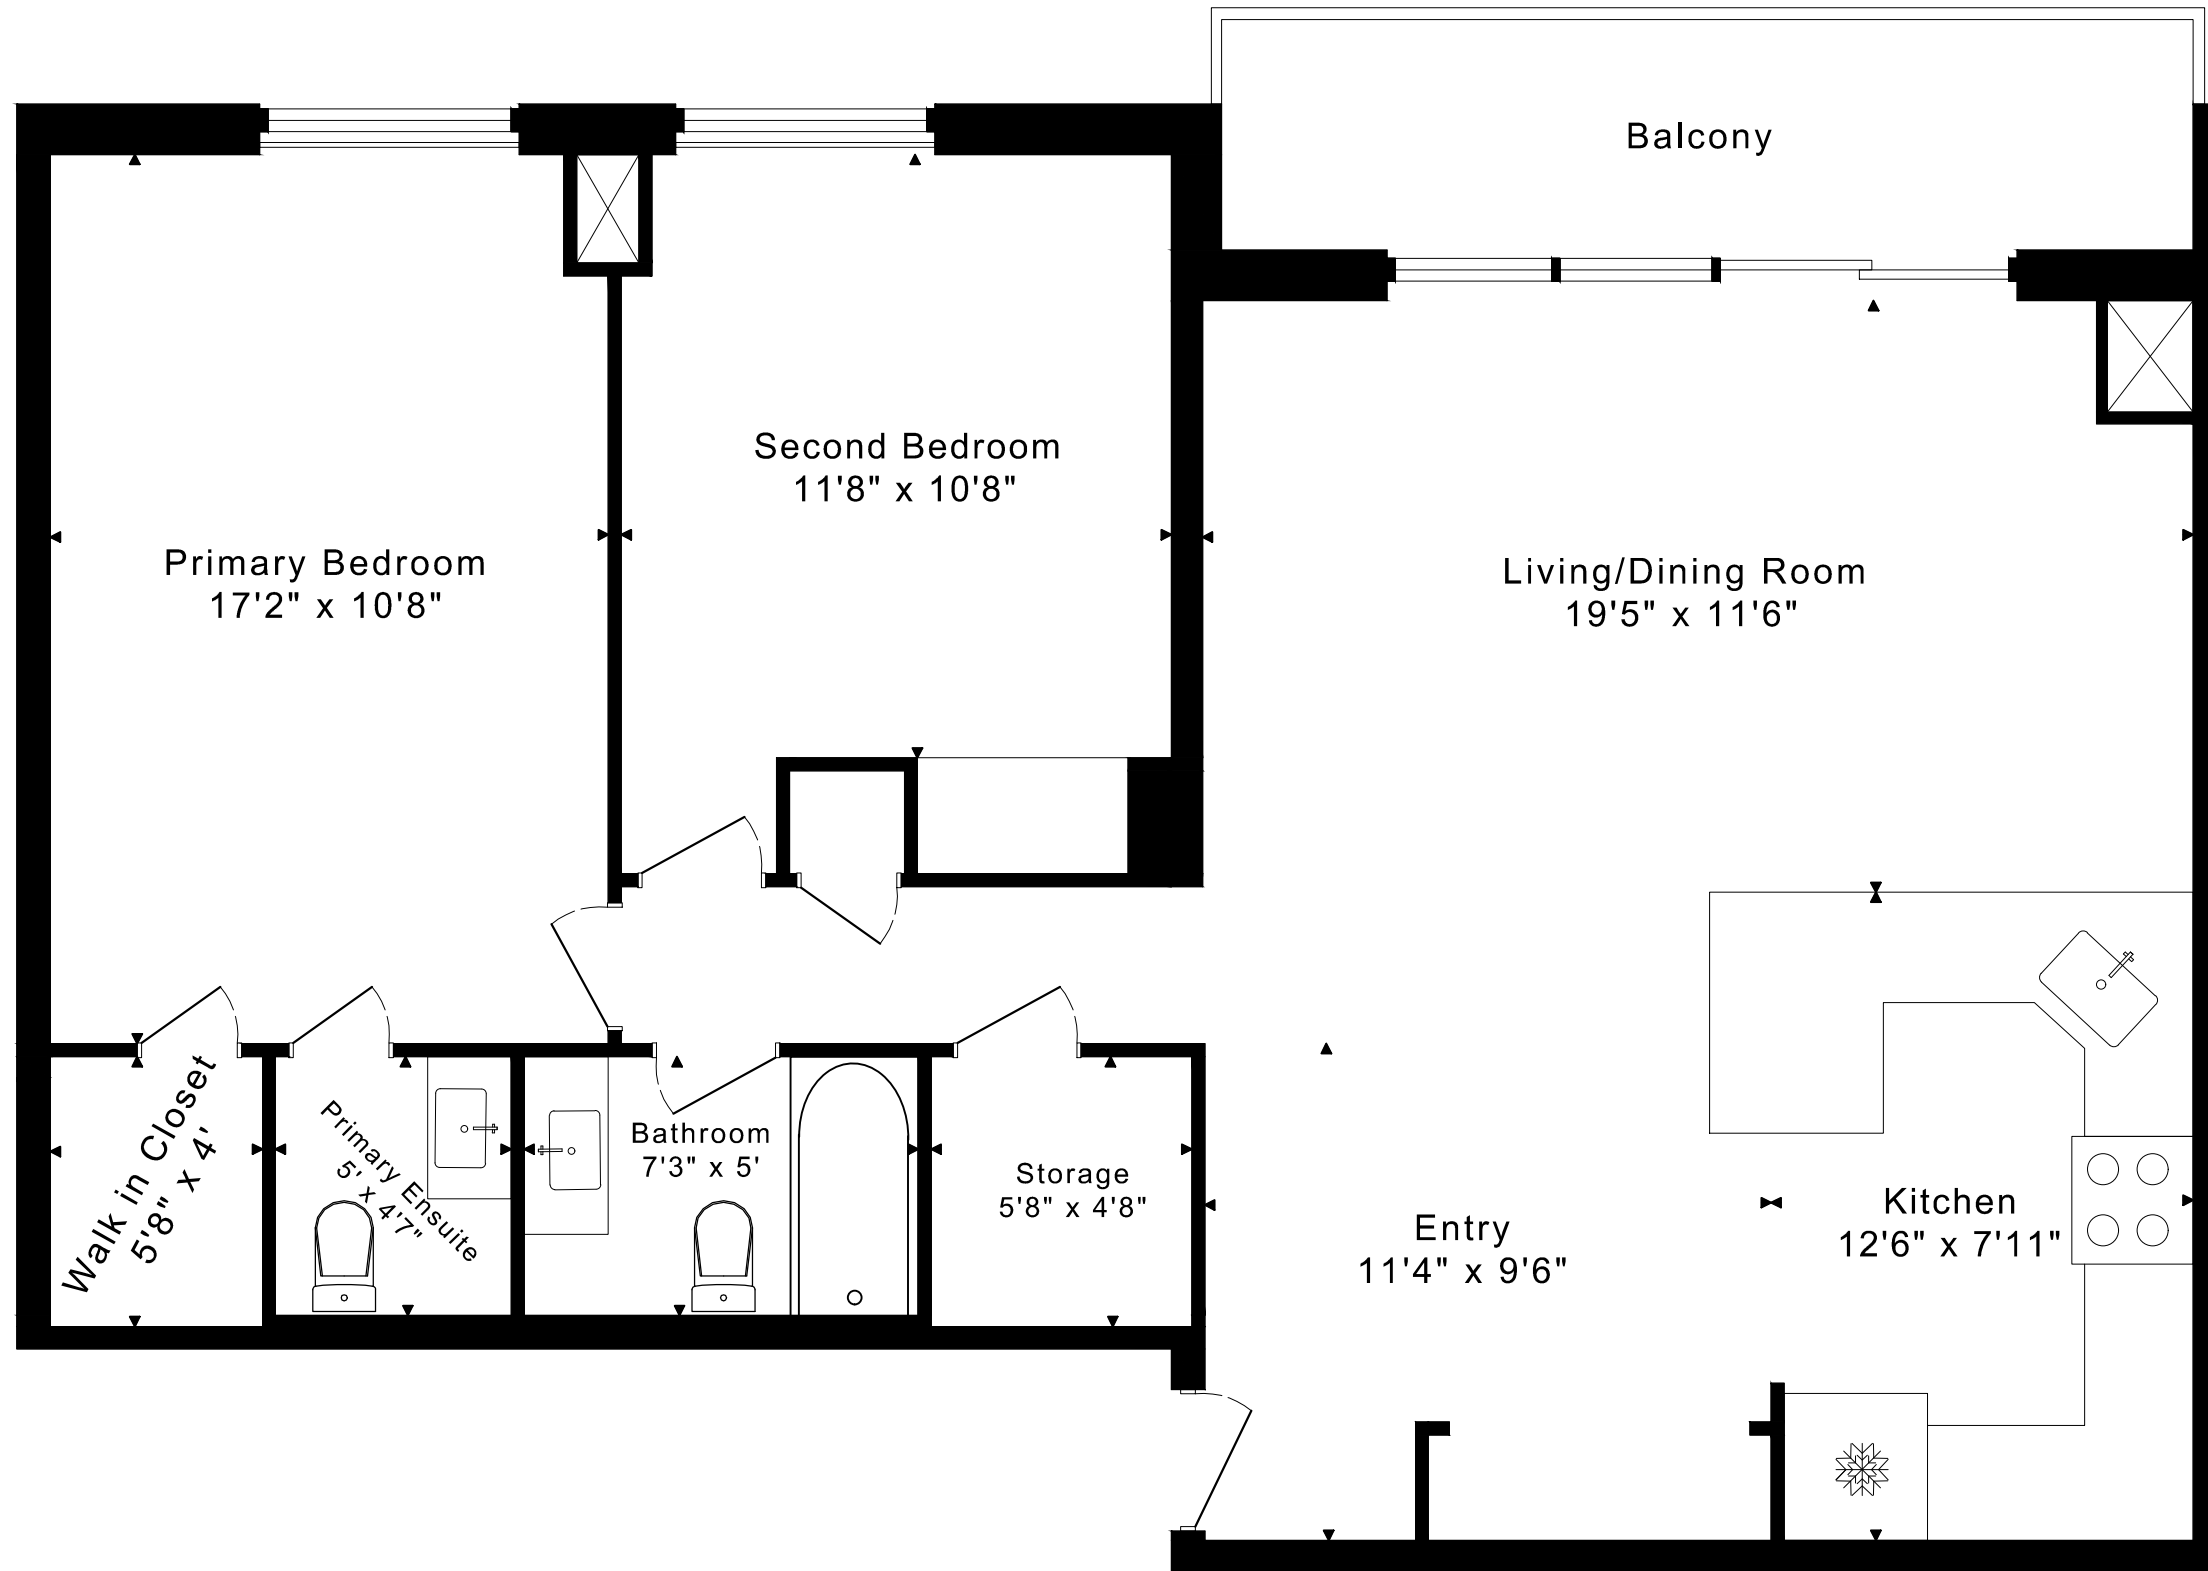 Balcony
Second Bedroom
11'8" x 10'8"
Primary Bedroom
17'2" x 10'8"
Living/Dining Room
19'5" x 11'6"
Walk in Closet
5'8" x 4'
Primary Ensuite
5' x 4'7"
Bathroom
7'3" x 5'
Storage
5'8" x 4'8"
Entry
11'4" x 9'6"
Kitchen
12'6" x 7'11"